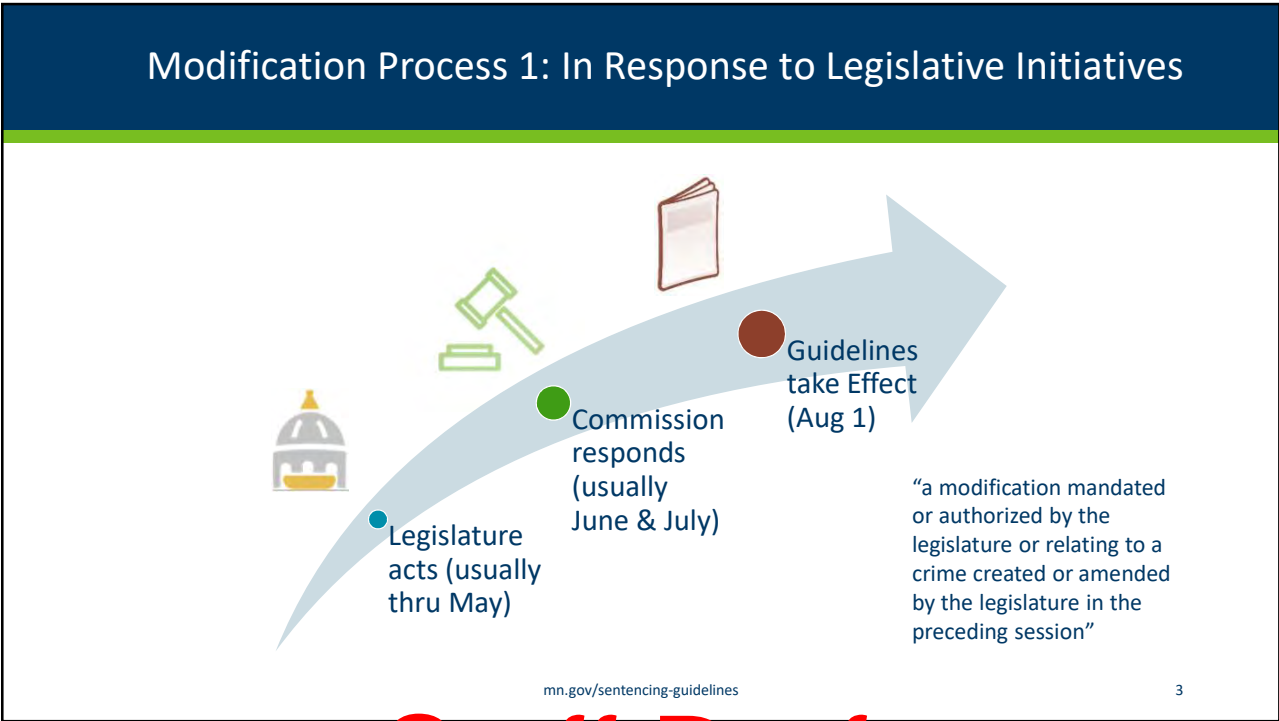 Modification Process 1: In Response to Legislative Initiatives
Legislature
acts (usually
thru May)
Commission
responds
(usually
June & July)
Guidelines
take Effect
(Aug 1)
“a modification mandated
or authorized by the
legislature or relating to a
crime created or amended
by the legislature in the
preceding session”
mn.gov/sentencing-guidelines
3